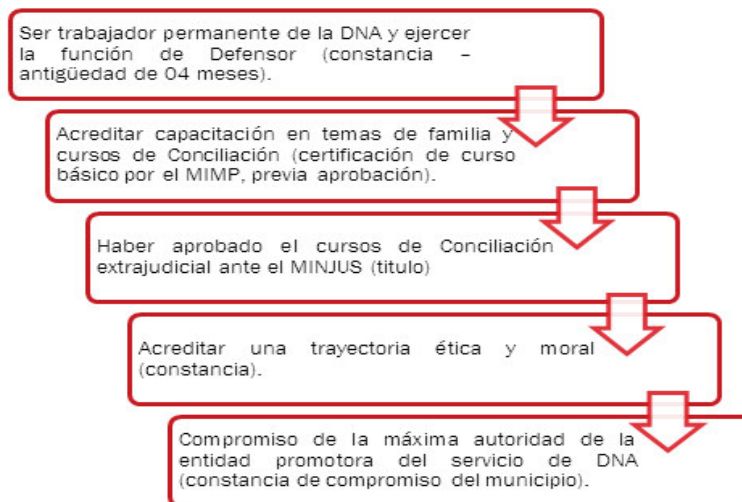 Ser trabajador permanente de la DNA y ejercer
la función de Defensor (constancia –
antigüedad de 04 meses).
Acreditar capacitación en temas de familia y
cursos de Conciliación (certificación de curso
básico por el MIMP, previa aprobación).
Haber aprobado el cursos de Conciliación
extrajudicial ante el MINJUS (titulo)
Acreditar una trayectoria ética y moral
(constancia).
Compromiso de la máxima autoridad de la
entidad promotora del servicio de DNA
(constancia de compromiso del municipio).